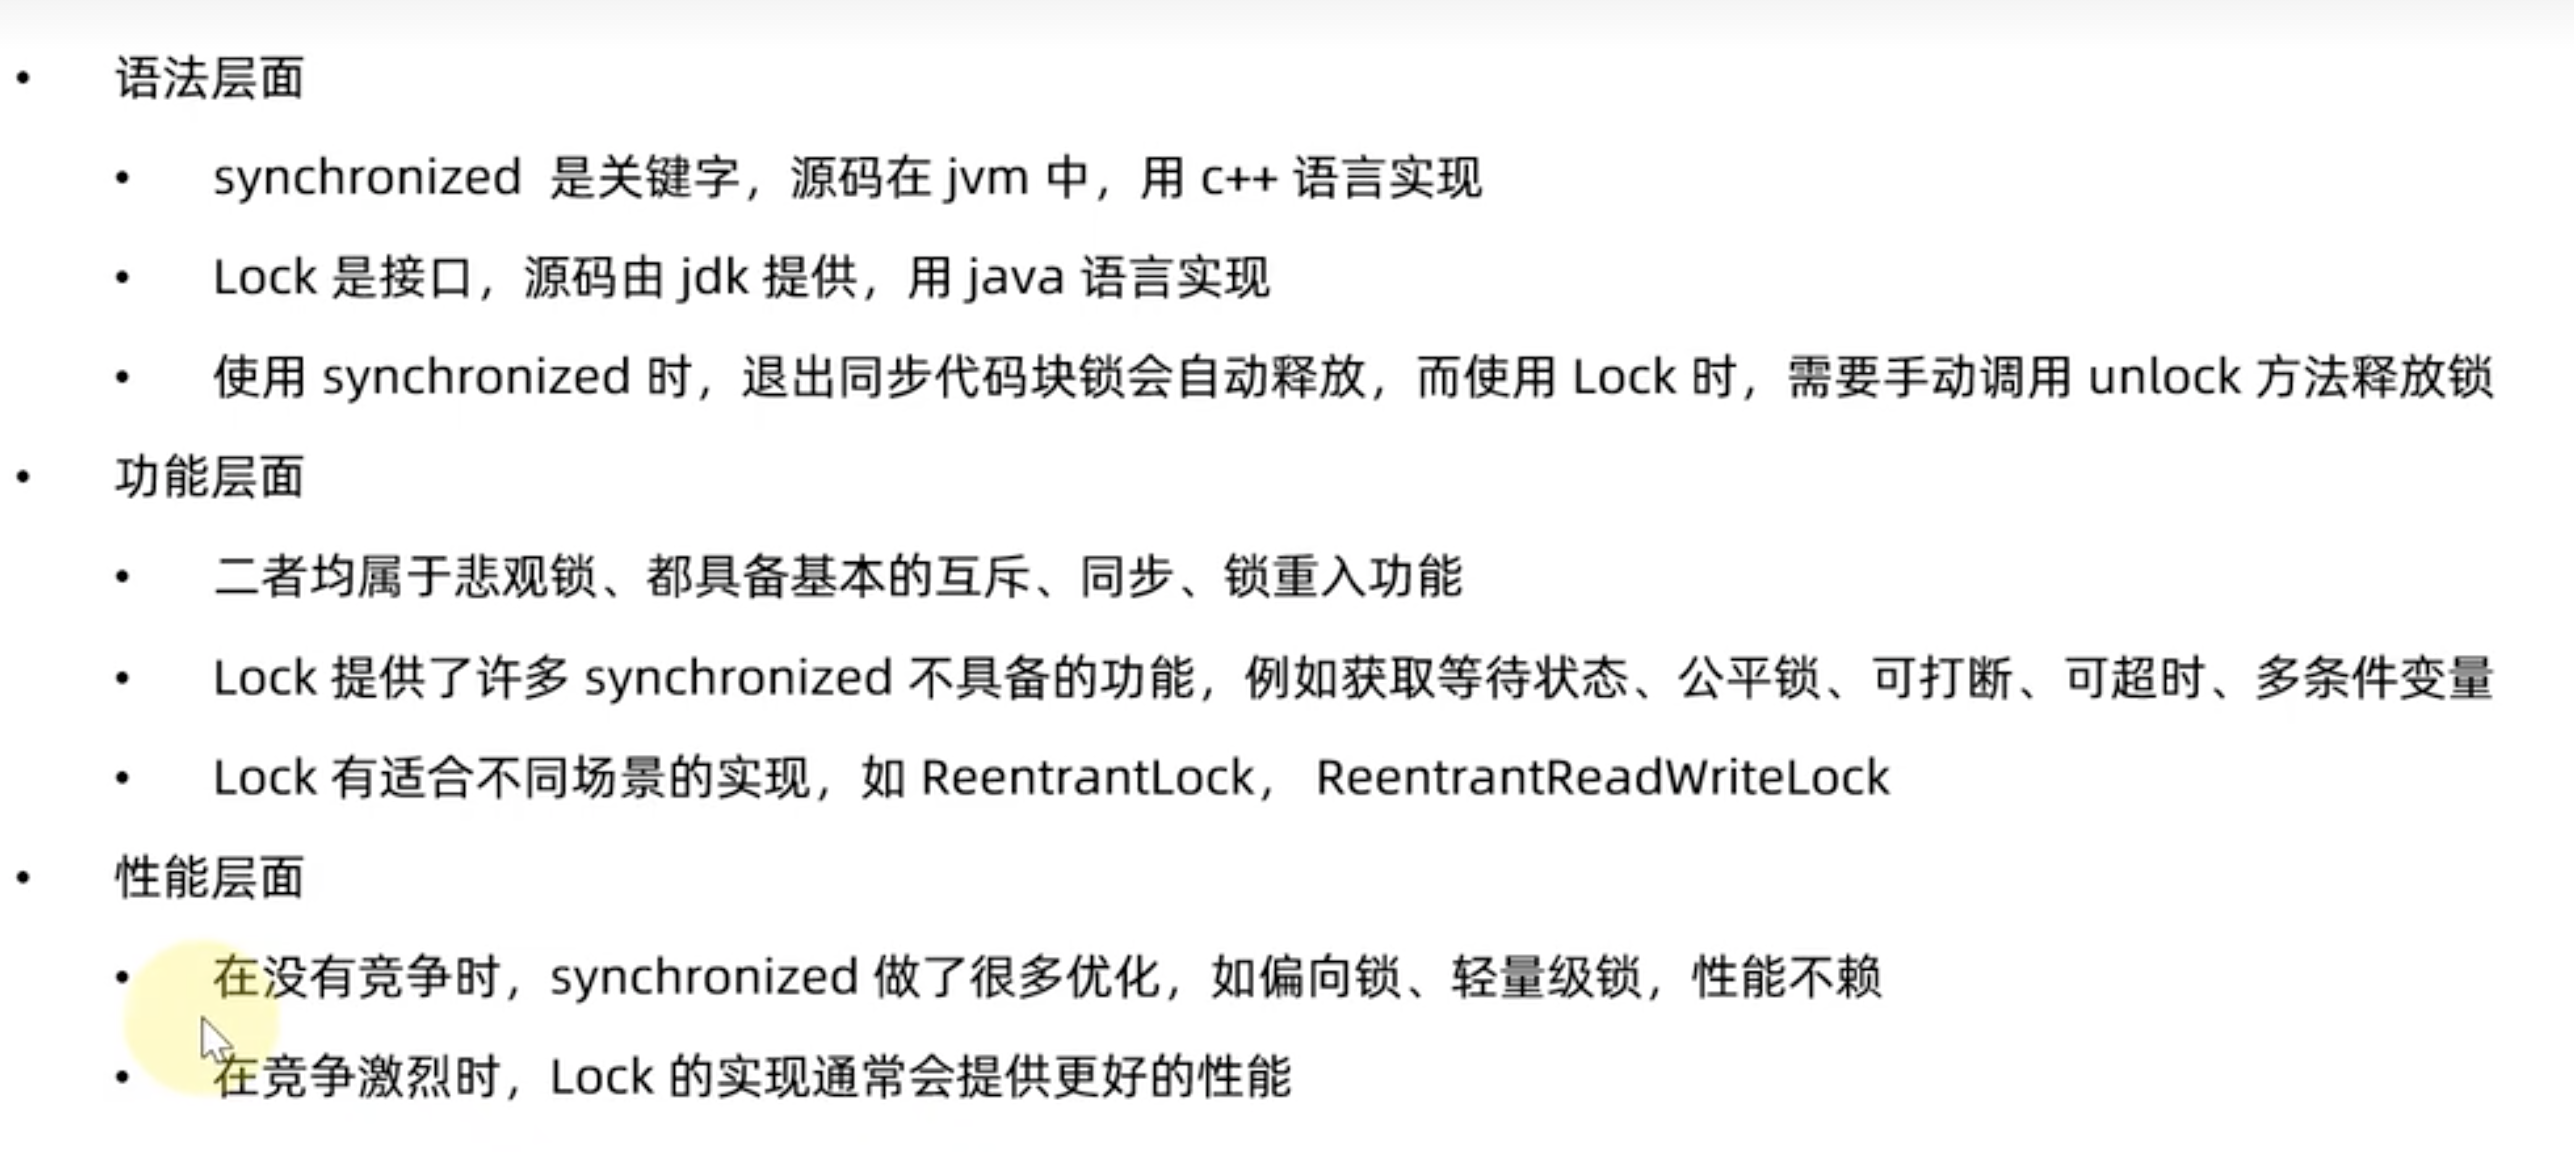 • 语法层面
• synchronized 是关键字，源码在 jvm 中，用 c++ 语言实现
• Lock 是接口，源码由 jdk 提供，用 java 语言实现
• 使用 synchronized 时，退出同步代码块锁会自动释放，而使用 Lock 时，需要手动调用 unlock 方法释放锁
• 功能层面
• 二者均属于悲观锁、都具备基本的互斥、同步、锁重入功能
• Lock 提供了许多 synchronized 不具备的功能，例如获取等待状态、公平锁、可打断、可超时、多条件变量
• Lock 有适合不同场景的实现，如 ReentrantLock， ReentrantReadWriteLock
• 性能层面
• 在没有竞争时，synchronized 做了很多优化，如偏向锁、轻量级锁，性能不赖
• 在竞争激烈时，Lock 的实现通常会提供更好的性能